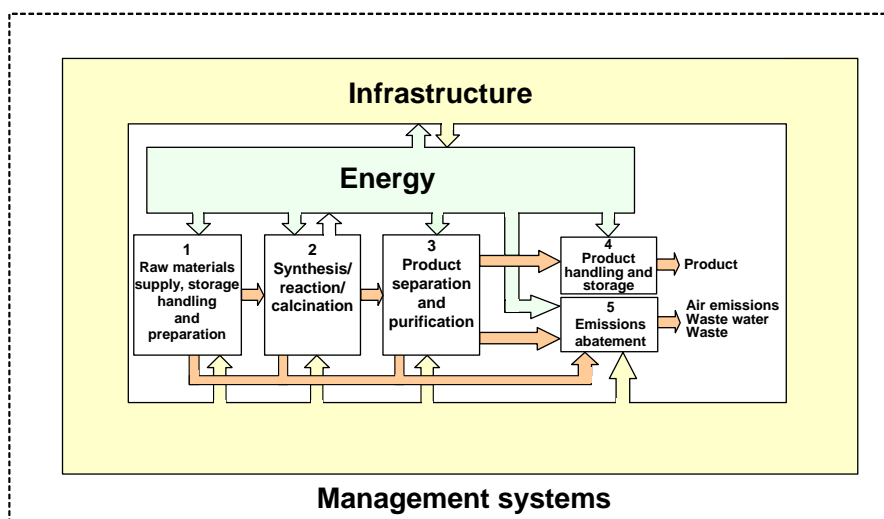 Infrastructure
Energy
1
Raw materials
supply, storage
handling
and
preparation
2
Synthesis/
reaction/
calcination
3
Product
separation
and
purification
4
Product
handling and
storage
Product
5
Emissions
abatement
Air emissions
Waste water
Waste
Management systems